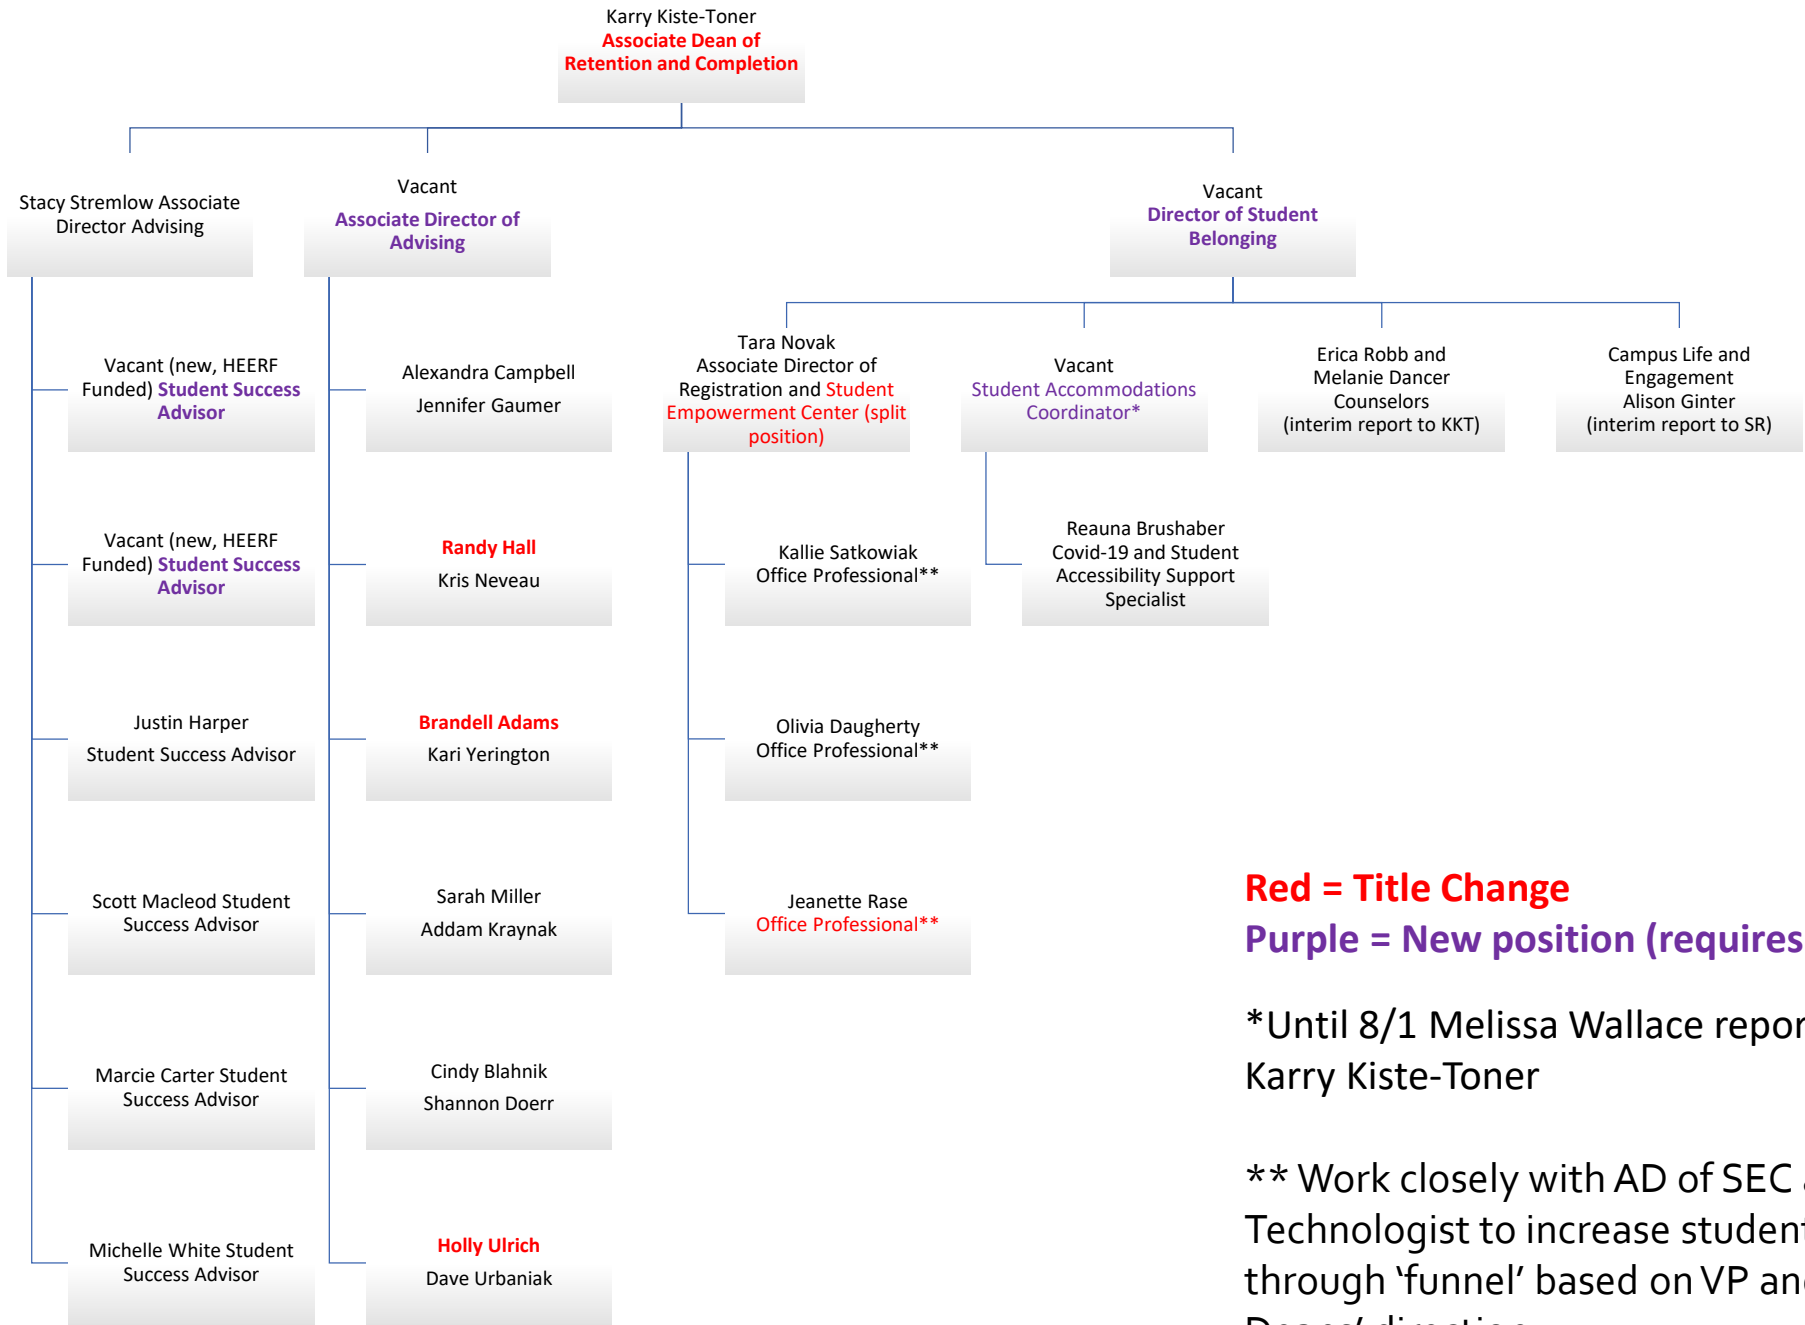 Karry Kiste-Toner
Associate Dean of
Retention and Completion
Stacy Stremlow Associate
Director Advising
Vacant
Associate Director of
Advising
Vacant
Director of Student
Belonging
Vacant (new, HEERF
Funded) Student Success
Advisor
Vacant (new, HEERF
Funded) Student Success
Advisor
Justin Harper
Student Success Advisor
Scott Macleod Student
Success Advisor
Marcie Carter Student
Success Advisor
Michelle White Student
Success Advisor
Alexandra Campbell
Jennifer Gaumer
Randy Hall
Kris Neveau
Brandell Adams
Kari Yerington
Sarah Miller
Addam Kraynak
Cindy Blahnik
Shannon Doerr
Holly Ulrich
Dave Urbaniak
Tara Novak
Associate Director of
Registration and Student
Empowerment Center (split
position)
Kallie Satkowiak
Office Professional**
Olivia Daugherty
Office Professional**
Jeanette Rase
Office Professional**
Vacant
Student Accommodations
Coordinator*
Reauna Brushaber
Covid-19 and Student
Accessibility Support
Specialist
Erica Robb and
Melanie Dancer
Counselors
(interim report to KKT)
Campus Life and
Engagement
Alison Ginter
(interim report to SR)
Red = Title Change
Purple = New position (requires
*Until 8/1 Melissa Wallace repor
Karry Kiste-Toner
** Work closely with AD of SEC
Technologist to increase student
through ‘funnel’ based on VP and
Deans’ direction